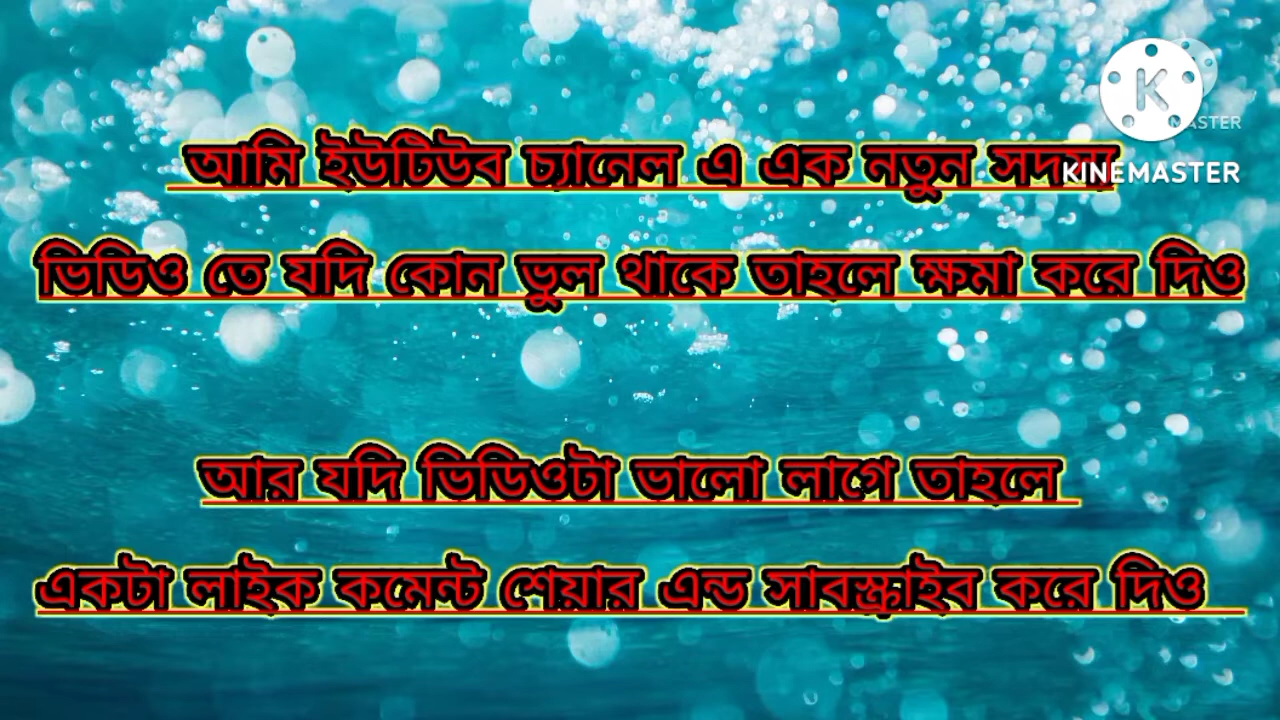 আমি ইউটিউব চ্যানেল এ এক নতুন
KINEMASTER
ভিডিও তে যদি কোন ভুল থাকে তাহলে ক্ষমা করে দিও
আর যদি ভিডিওটা ভালো লাগে তাহলে
একটা লাইক কমেন্ট শেয়ার এন্ড সাবস্ক্রাইব করে দিও